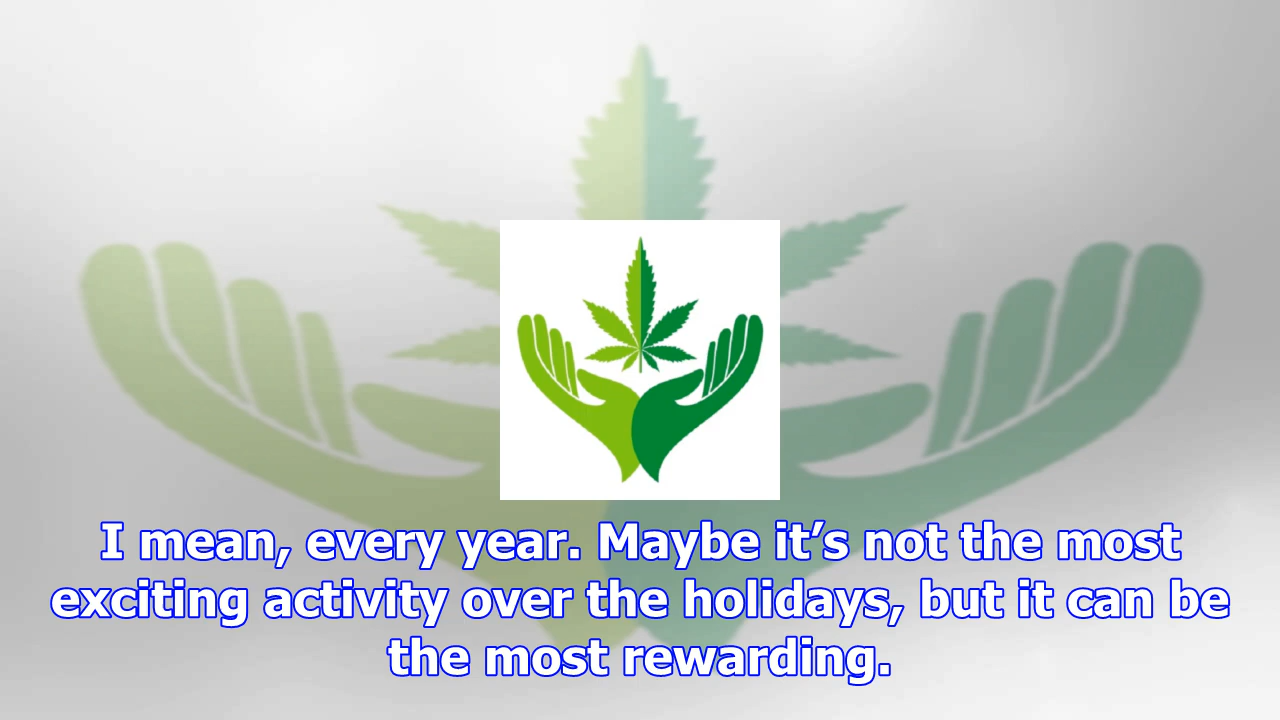 I mean, every year. Maybe it’s not the most
exciting activity over the holidays, but it can be
the most rewarding.